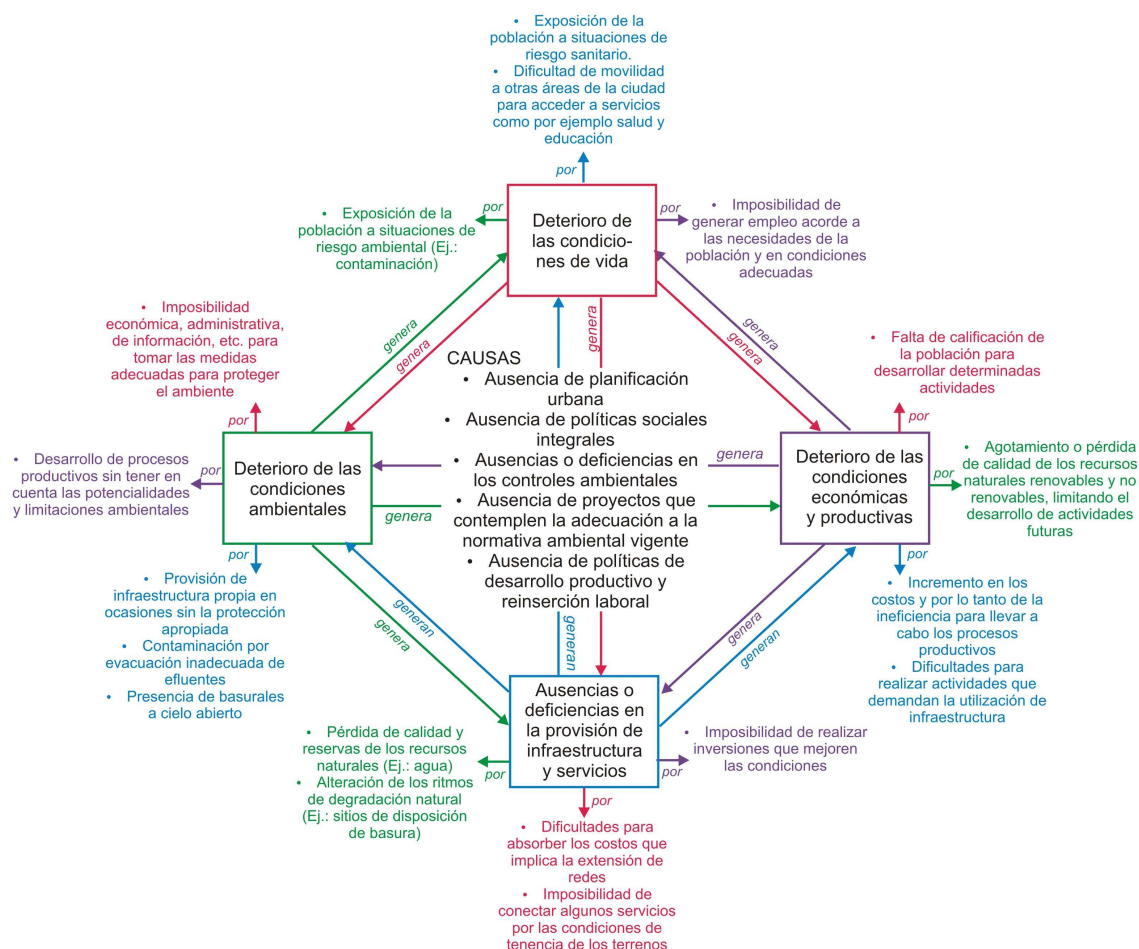 • Exposición de la
población a situaciones de
riesgo sanitario.
• Dificultad de movilidad
a otras áreas de la ciudad
para acceder a servicios
como por ejemplo salud y
educación
por
• Exposición de la
población a situaciones de
riesgo ambiental (Ej.:
contaminación)
por
Deterioro de
las condicio-
nes de vida
por
• Imposibilidad de
generar empleo acorde a
las necesidades de la
población y en condiciones
adecuadas
genera
genera
genera
genera
genera
• Imposibilidad
económica, administrativa,
de información, etc. para
tomar las medidas
adecuadas para proteger
el ambiente
por
• Falta de calificación de
la población para
desarrollar determinadas
actividades
por
CAUSAS
• Ausencia de planificación
urbana
• Ausencia de políticas sociales
integrales
• Ausencias o deficiencias en
los controles ambientales
• Ausencia de proyectos que
contemplen la adecuación a la
normativa ambiental vigente
• Ausencia de políticas de
desarrollo productivo y
reinserción laboral
• Desarrollo de procesos
productivos sin tener en
cuenta las potencialidades
y limitaciones ambientales
por
Deterioro de las
condiciones
ambientales
genera
genera
Deterioro de las
condiciones
económicas
y productivas
por
• Agotamiento o pérdida
de calidad de los recursos
naturales renovables y no
renovables, limitando el
desarrollo de actividades
futuras
por
• Provisión de
infraestructura propia en
ocasiones sin la protección
apropiada
• Contaminación por
evacuación inadecuada de
efluentes
• Presencia de basurales
a cielo abierto
generan
genera
generan
genera
generan
por
• Incremento en los
costos y por lo tanto de la
ineficiencia para llevar a
cabo los procesos
productivos
• Dificultades para
realizar actividades que
demandan la utilización de
infraestructura
• Pérdida de calidad y
reservas de los recursos
naturales (Ej.: agua)
• Alteración de los ritmos
de degradación natural
(Ej.: sitios de disposición
de basura)
por
Ausencias o
deficiencias en
la provisión de
infraestructura
y servicios
por
• Imposibilidad de realizar
inversiones que mejoren
las condiciones
por
• Dificultades para
absorber los costos que
implica la extensión de
redes
• Imposibilidad de
conectar algunos servicios
por las condiciones de
tenencia de los terrenos